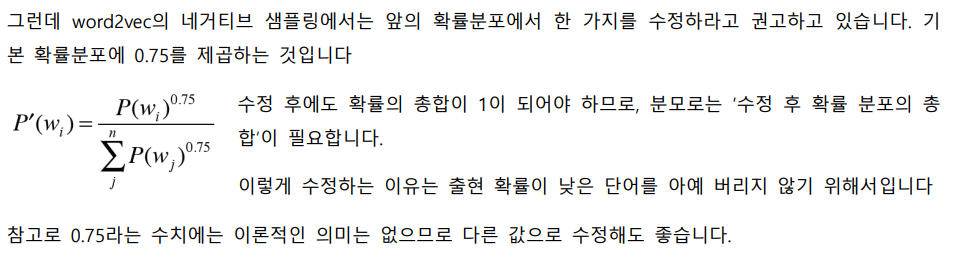 그런데 word2vec의 네거티브 샘플링에서는 앞의 확률분포에서 한 가지를 수정하라고 권고하고 있습니다. 기
본 확률분포에 0.75를 제곱하는 것입니다
P′(w_i) = P(w_i)^0.75 / ∑_j^n P(w_j)^0.75
수정 후에도 확률의 총합이 1이 되어야 하므로, 분모로는 ‘수정 후 확률 분포의 총
합’이 필요합니다.
이렇게 수정하는 이유는 출현 확률이 낮은 단어를 아예 버리지 않기 위해서입니다
참고로 0.75라는 수치에는 이론적인 의미는 없으므로 다른 값으로 수정해도 좋습니다.